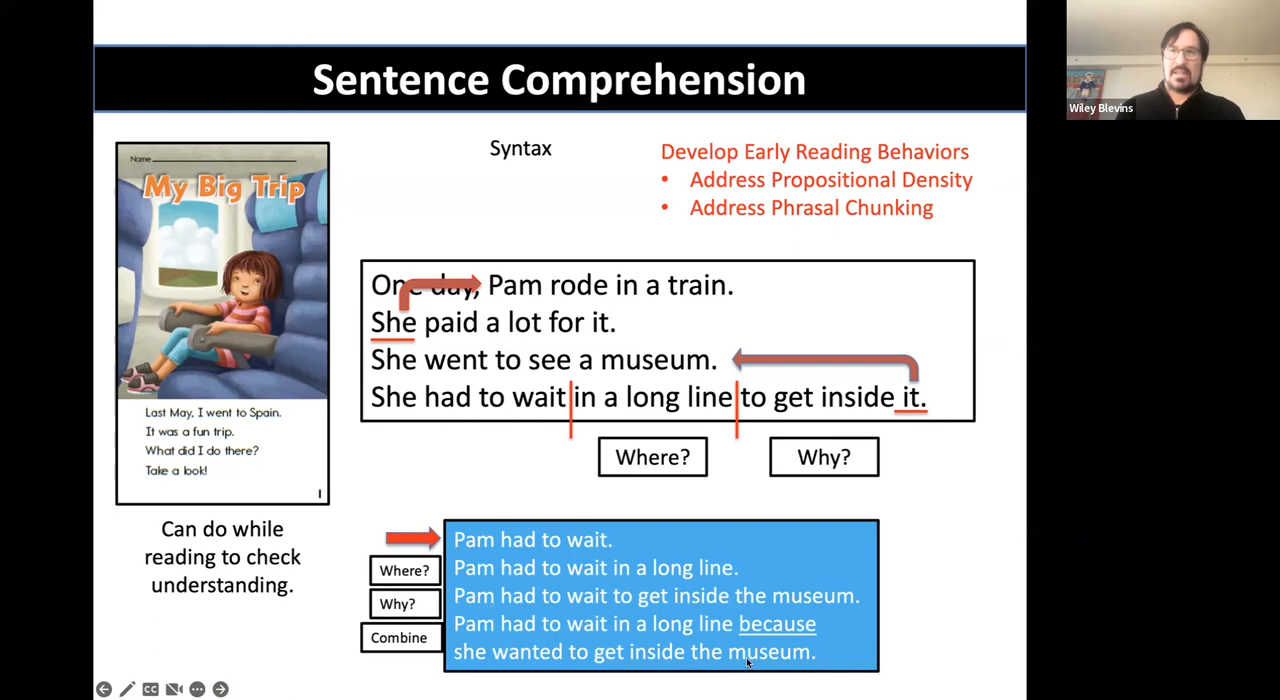 Sentence Comprehension
Wiley Blevins
Name
My Big Trip
Last May, I went to Spain.
It was a fun trip.
What did I do there?
Take a look!
1
Can do while
reading to check
understanding.
Syntax
Develop Early Reading Behaviors
• Address Propositional Density
• Address Phrasal Chunking
One day, Pam rode in a train.
She paid a lot for it.
She went to see a museum.
She had to wait in a long line to get inside it.
Where?
Why?
Pam had to wait.
Where?
Pam had to wait in a long line.
Why?
Pam had to wait to get inside the museum.
Combine
Pam had to wait in a long line because
she wanted to get inside the museum.
CC